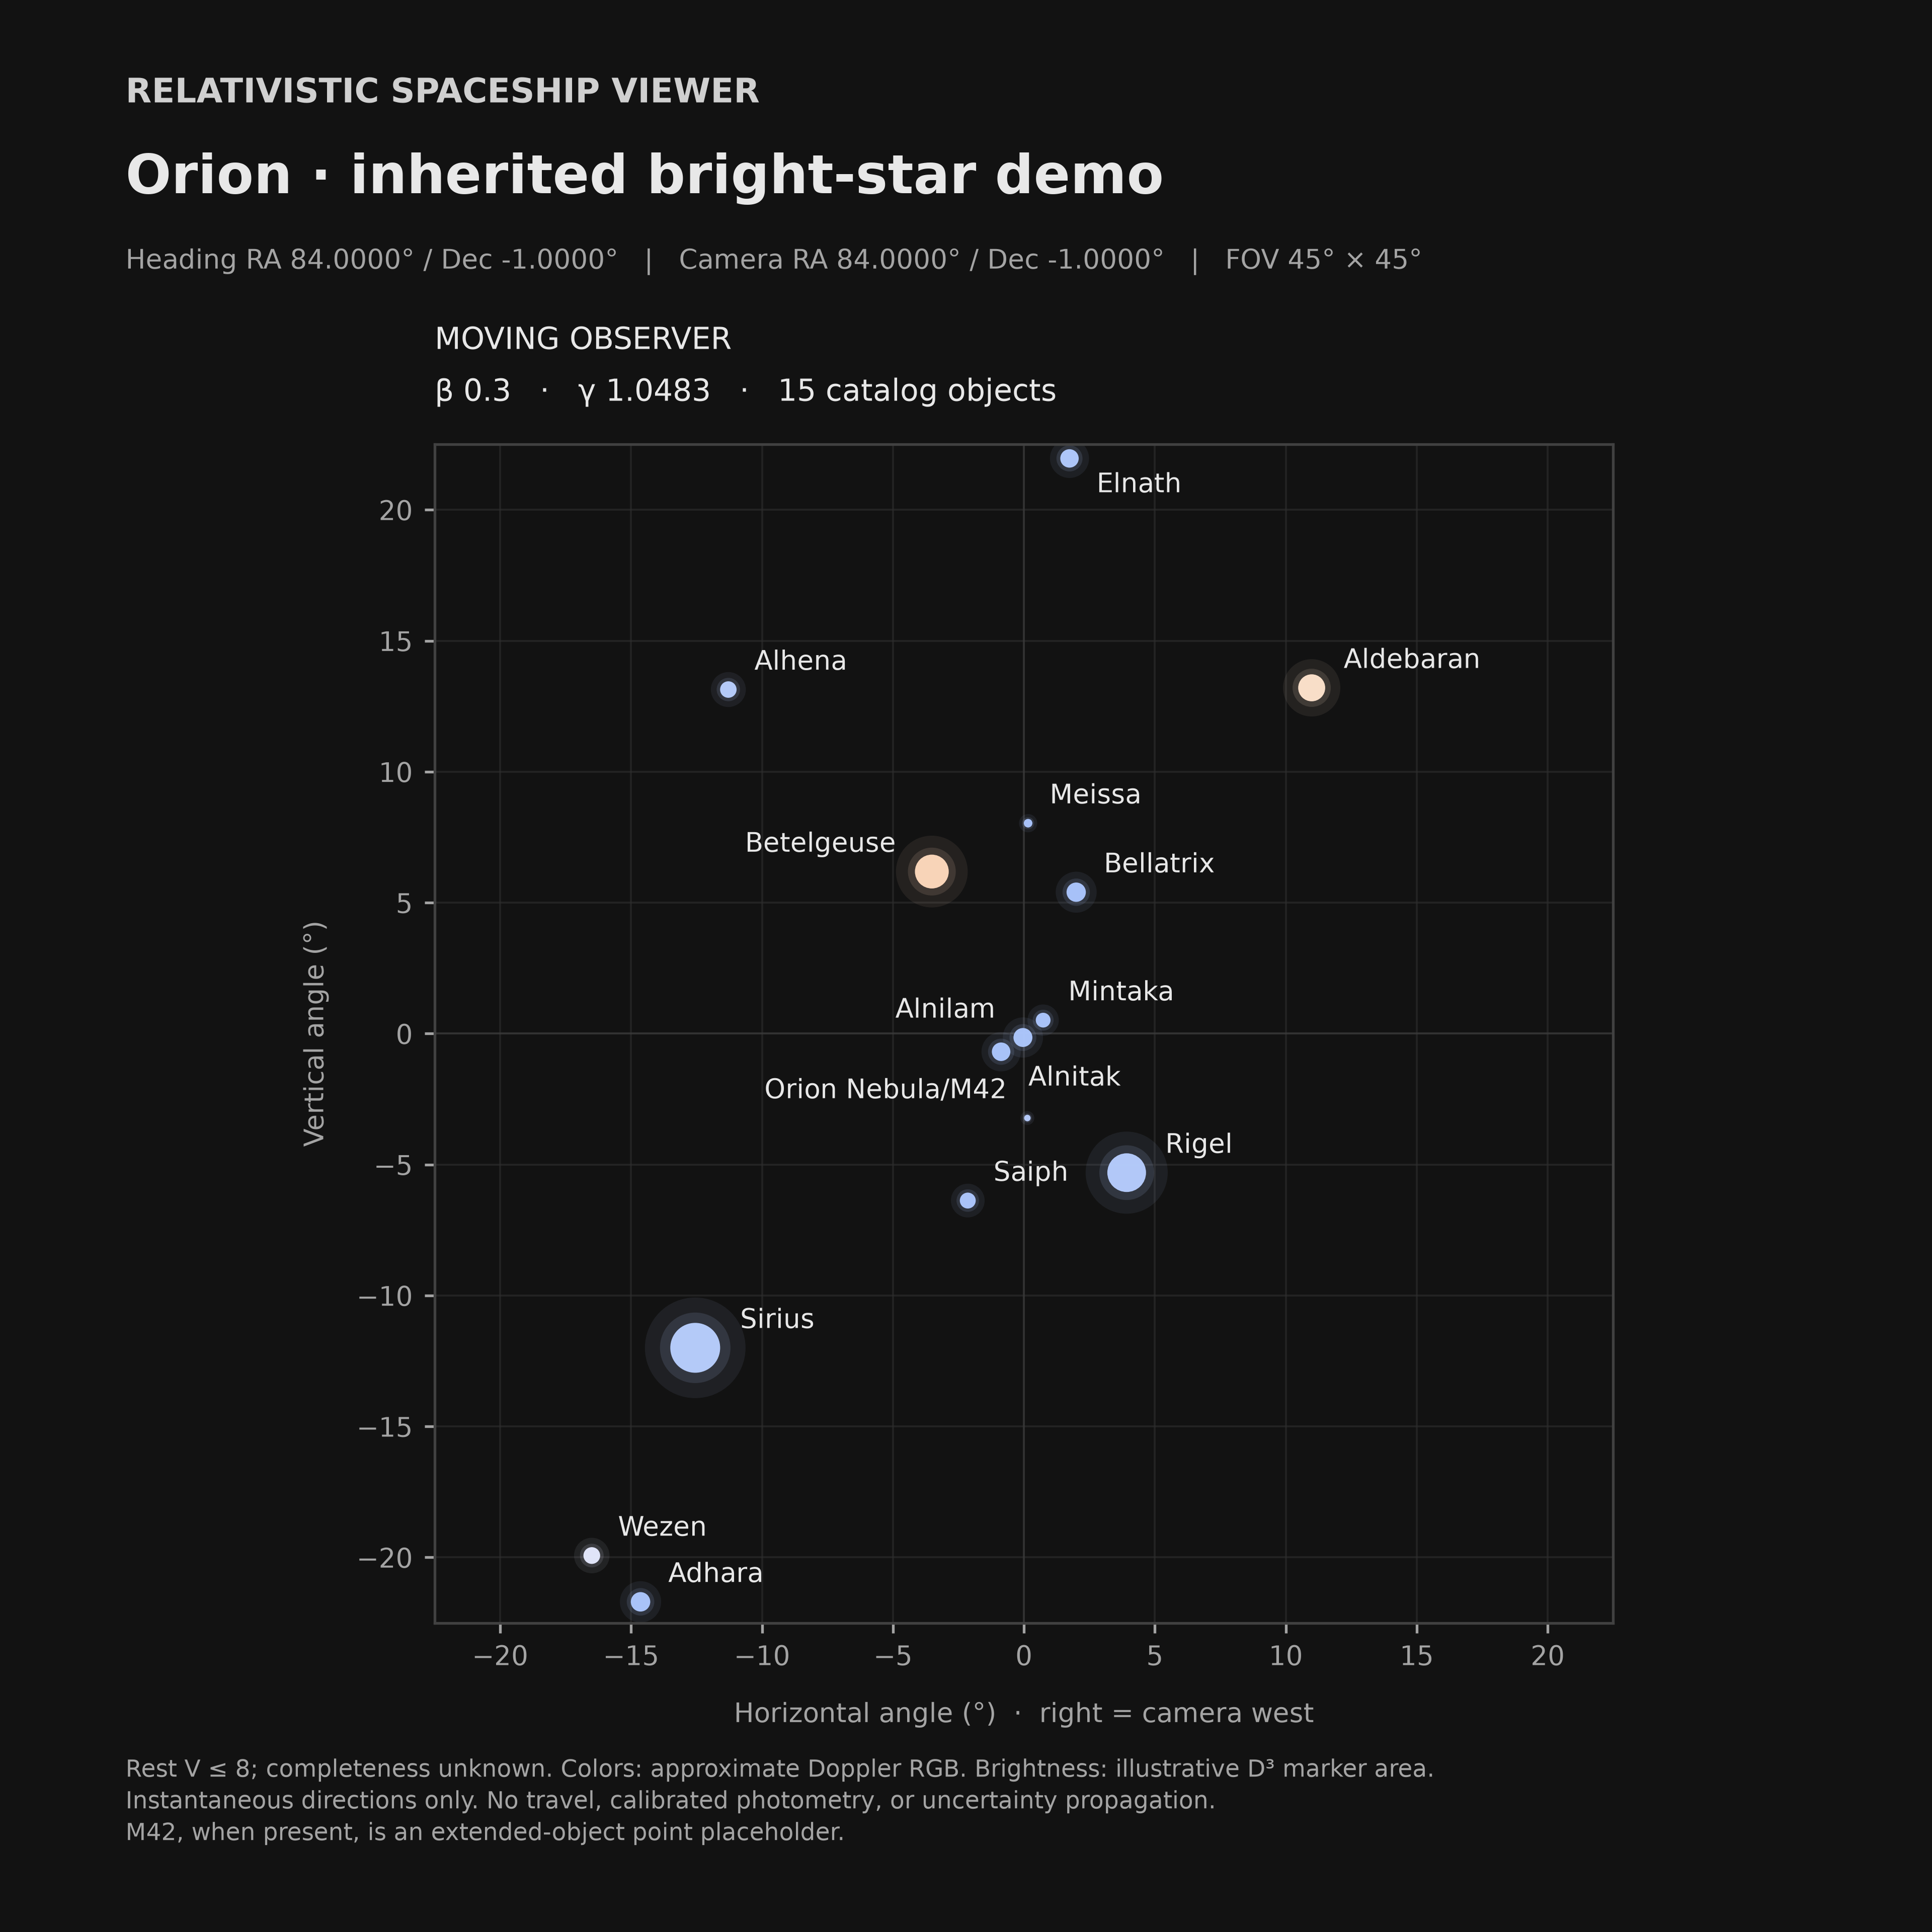 RELATIVISTIC SPACESHIP VIEWER
Orion · inherited bright-star demo
Heading RA 84.0000° / Dec -1.0000° | Camera RA 84.0000° / Dec -1.0000° | FOV 45° × 45°
MOVING OBSERVER
β 0.3 · γ 1.0483 · 15 catalog objects
Elnath
20
15
Alhena
Aldebaran
10
Meissa
Betelgeuse
Bellatrix
5
Vertical angle (°)
Mintaka
Alnilam
0
Alnitak
Orion Nebula/M42
Rigel
−5
Saiph
−10
Sirius
−15
Wezen
−20
Adhara
−20 −15 −10 −5 0 5 10 15 20
Horizontal angle (°) · right = camera west
Rest V ≤ 8; completeness unknown. Colors: approximate Doppler RGB. Brightness: illustrative D³ marker area.
Instantaneous directions only. No travel, calibrated photometry, or uncertainty propagation.
M42, when present, is an extended-object point placeholder.